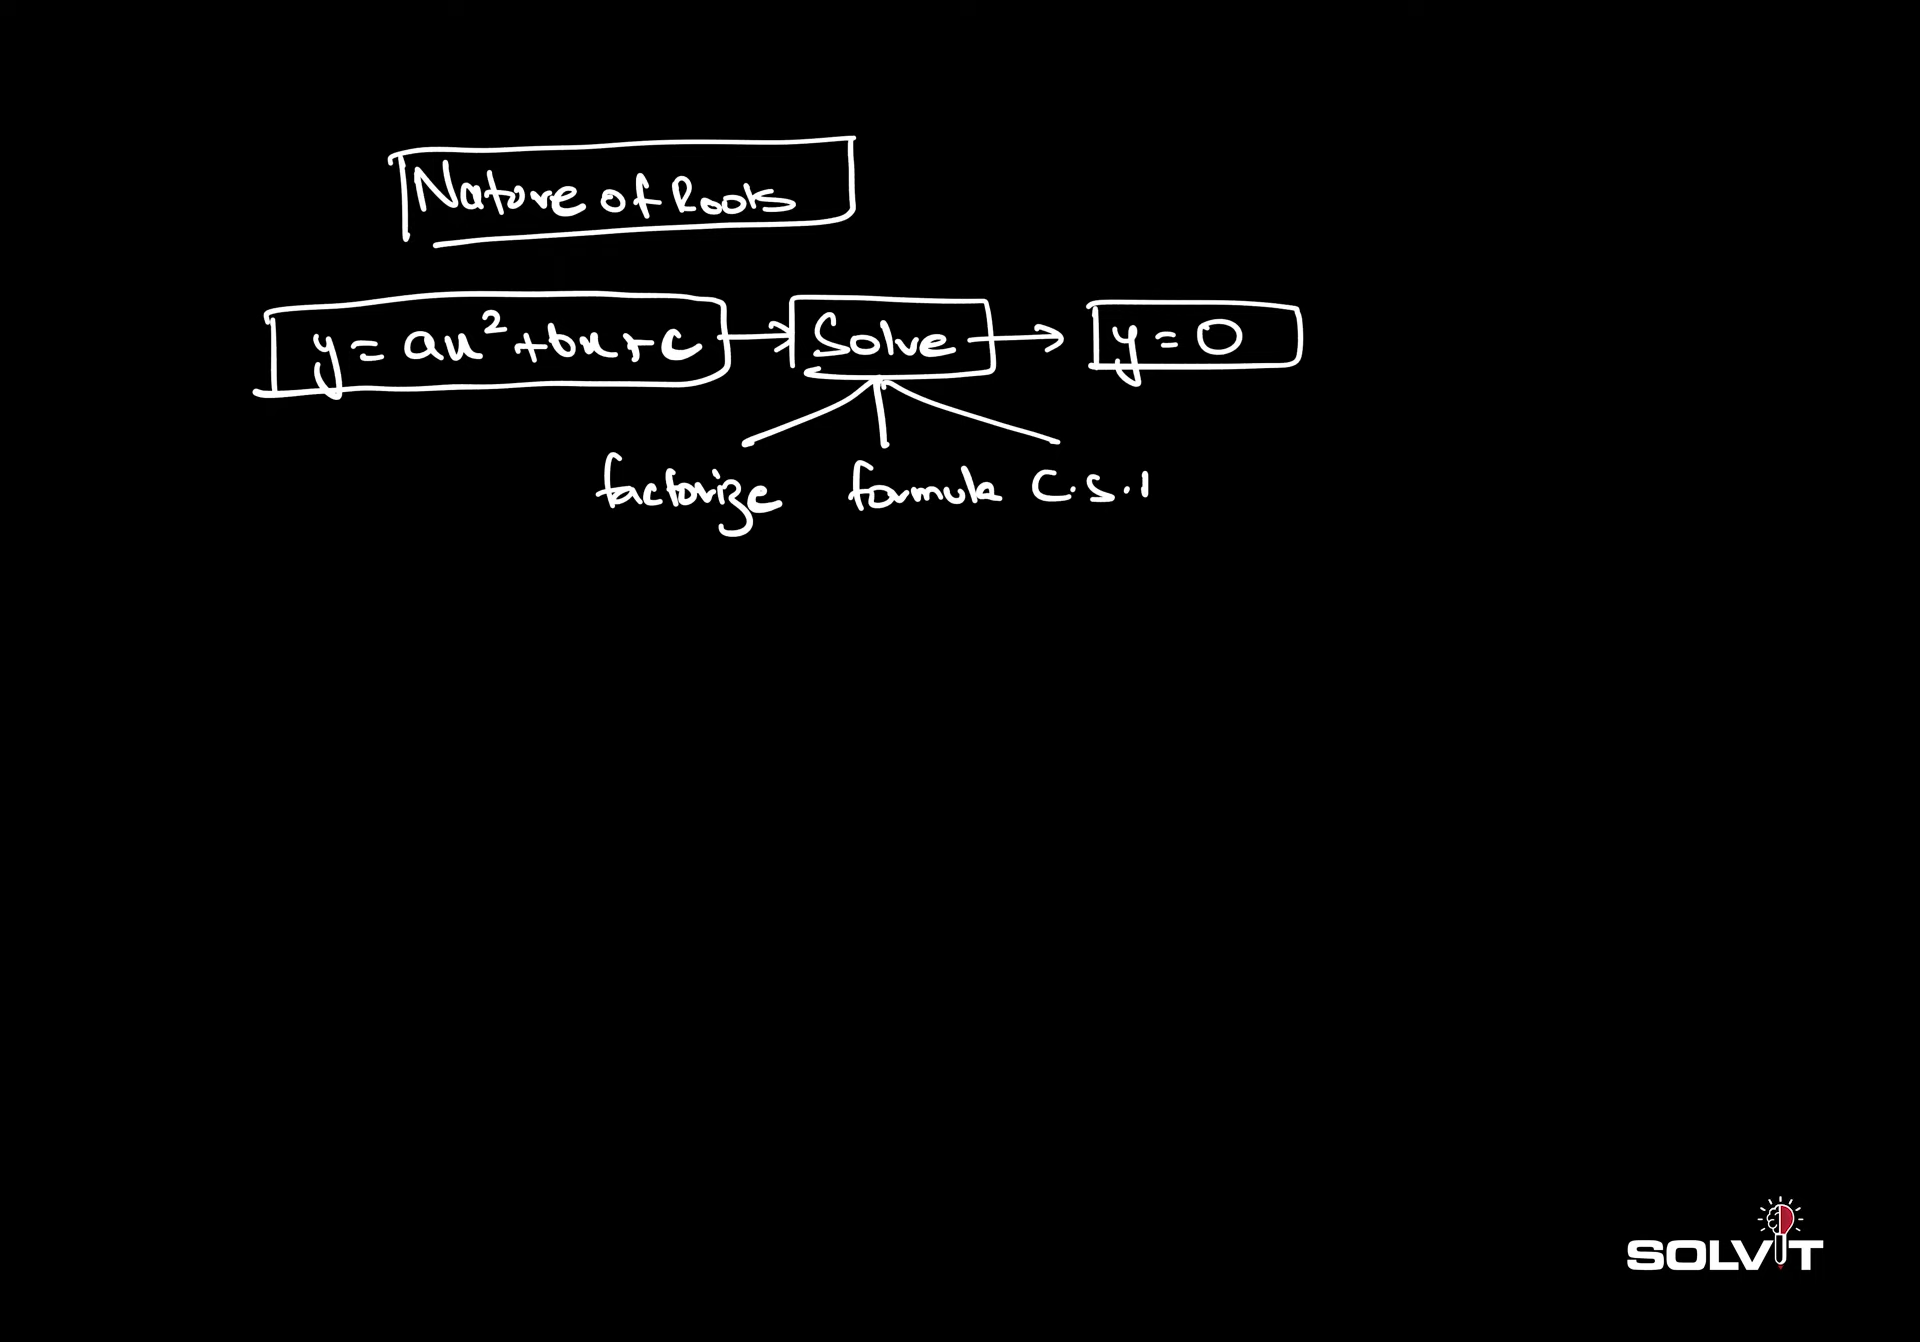 Nature of Roots
y = ax² + bx + c → Solve → y = 0
factorize formula C.S.
SOLVIT